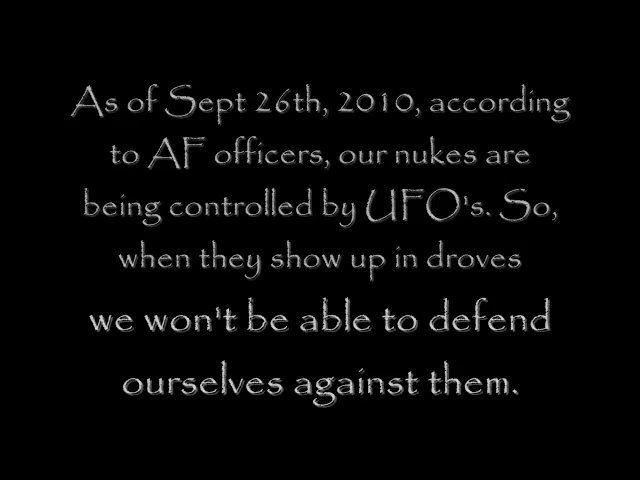 As of Sept 26th, 2010, according
to AF officers, our nukes are
being controlled by UFO's. So,
when they show up in droves
we won't be able to defend
ourselves against them.